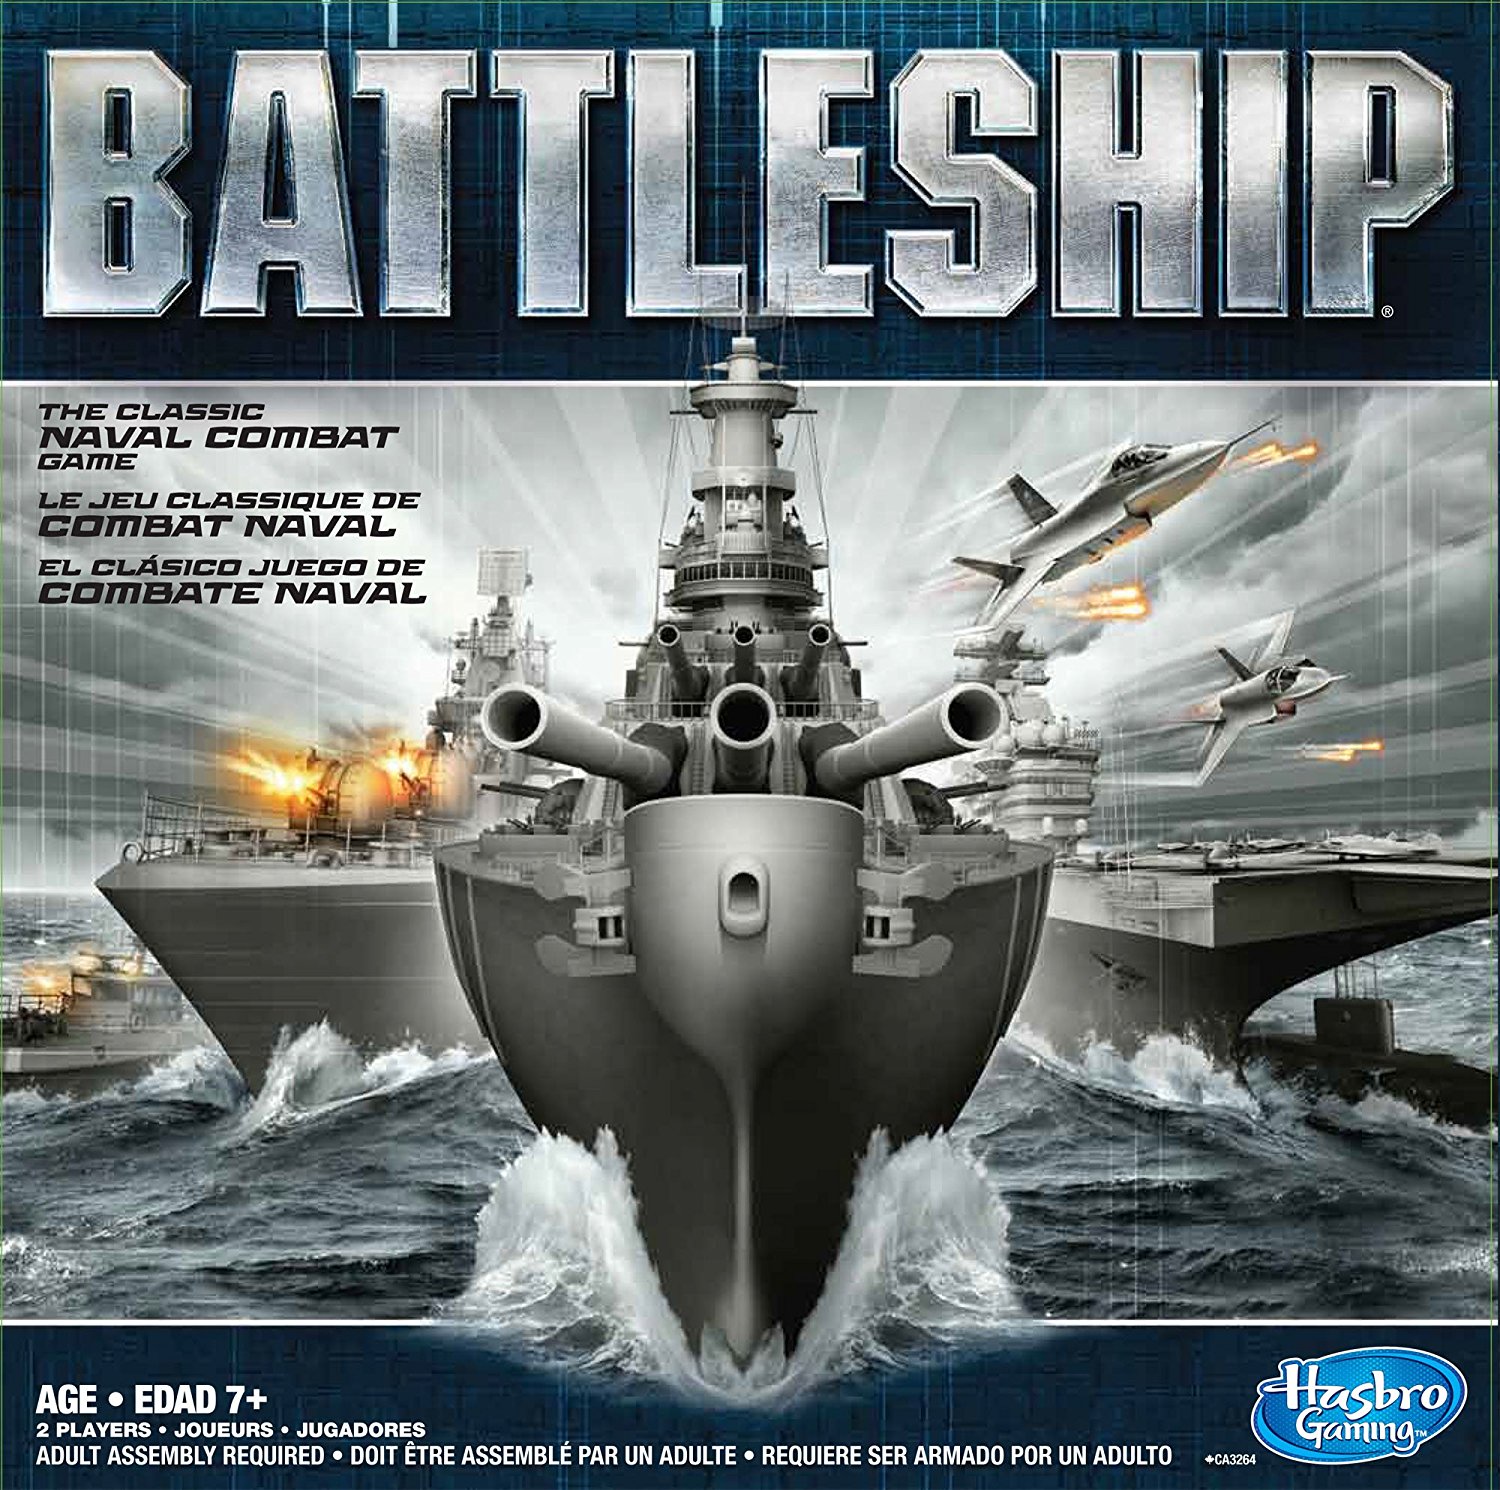 BATTLESHIP®
THE CLASSIC
NAVAL COMBAT
GAME
LE JEU CLASSIQUE DE
COMBAT NAVAL
EL CLÁSICO JUEGO DE
COMBATE NAVAL
AGE • EDAD 7+
2 PLAYERS • JOUEURS • JUGADORES
ADULT ASSEMBLY REQUIRED • DOIT ÊTRE ASSEMBLÉ PAR UN ADULTE • REQUIERE SER ARMADO POR UN ADULTO
CA3264
Hasbro
Gaming™